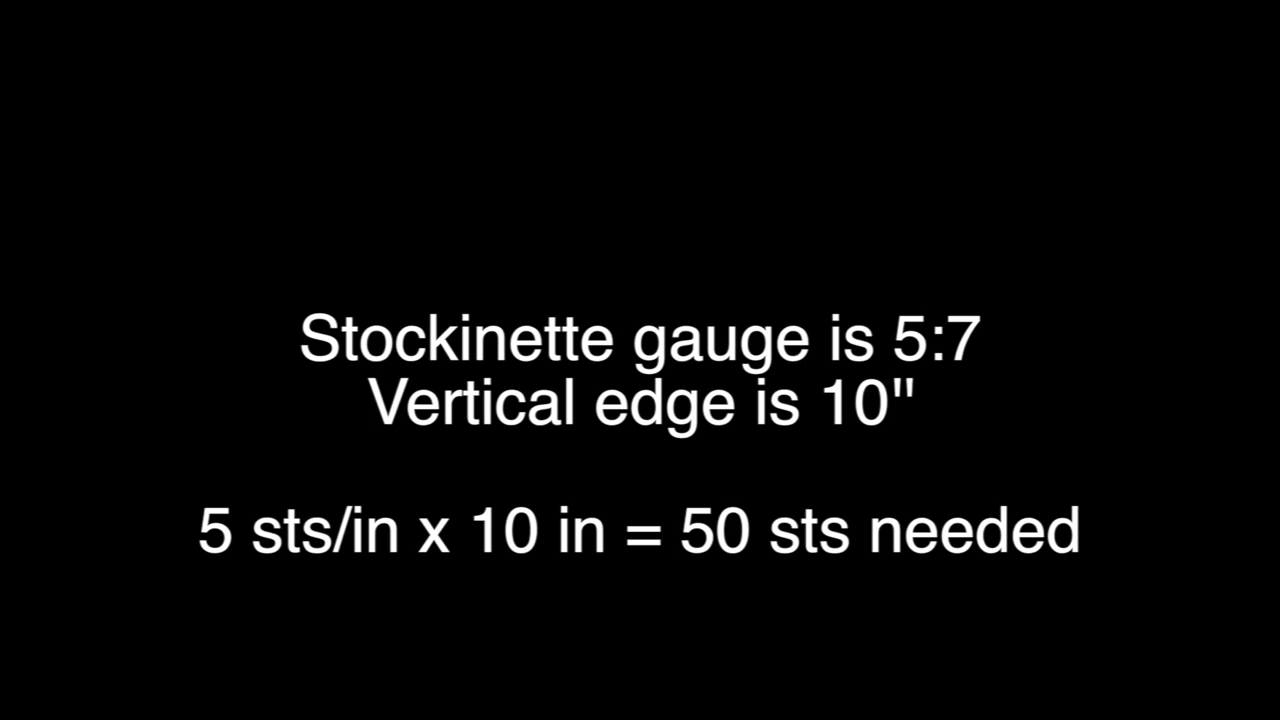 Stockinette gauge is 5:7
Vertical edge is 10"
5 sts/in x 10 in = 50 sts needed